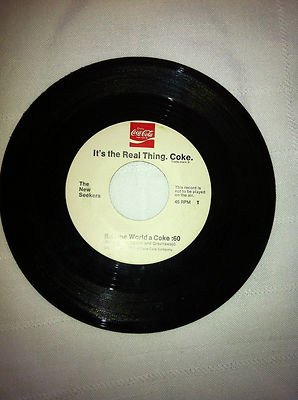 Coca-Cola
It's the Real Thing. Coke.
The
New
Seekers
This record is
not to be played
on the air.
45 RPM 1
the World a Coke :60